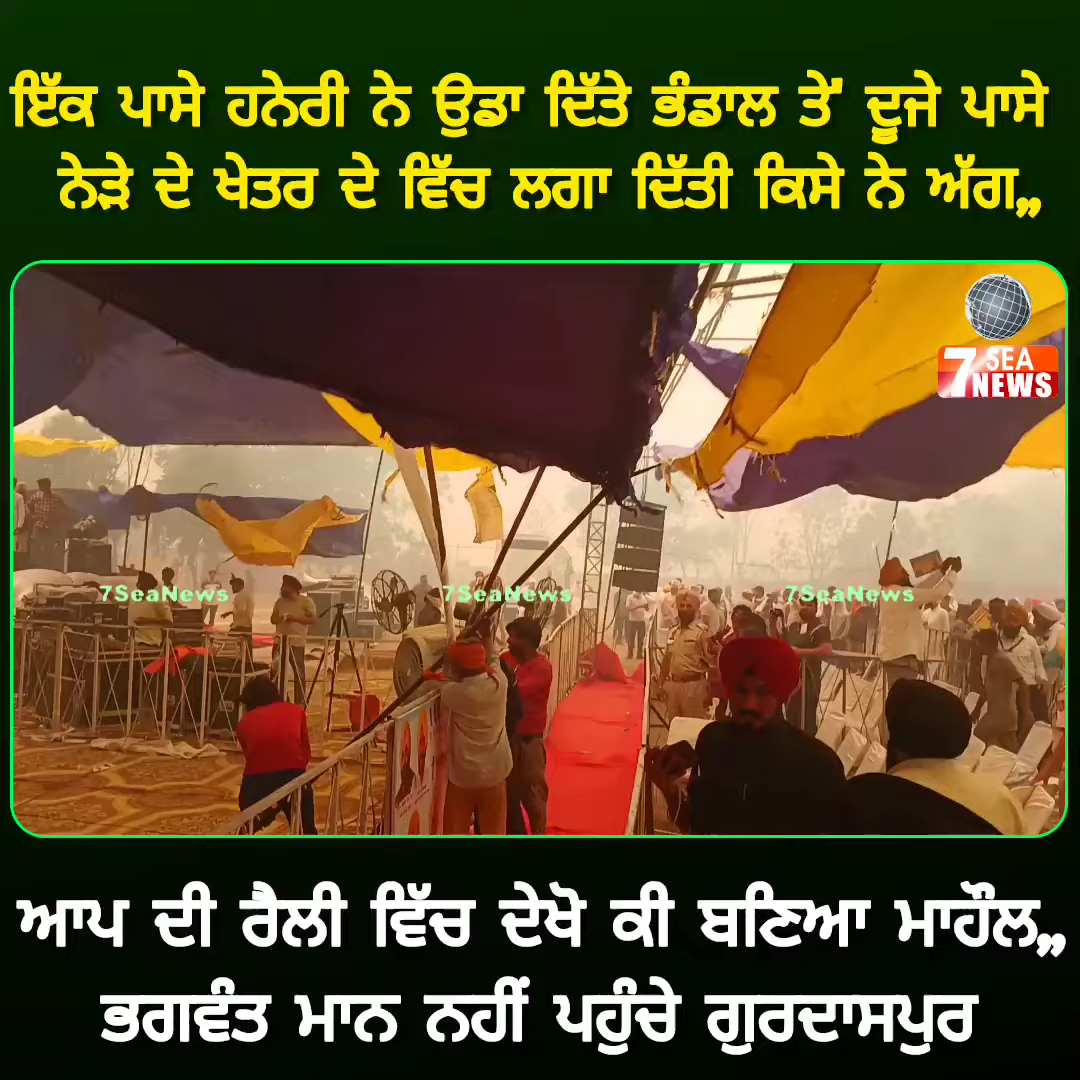 ਇੱਕ ਪਾਸੇ ਹਨੇਰੀ ਨੇ ਉਡਾ ਦਿੱਤੇ ਭੰਡਾਲ ਤੇਂ ਦੂਜੇ ਪਾਸੇ
ਨੇੜੇ ਦੇ ਖੇਤਰ ਦੇ ਵਿੱਚ ਲਗਾ ਦਿੱਤੀ ਕਿਸੇ ਨੇ ਅੱਗ,,
7 SEA
NEWS
7SeaNews 7SeaNews 7SeaNews
ਆਪ ਦੀ ਰੈਲੀ ਵਿੱਚ ਦੇਖੋ ਕੀ ਬਣਿਆ ਮਾਹੌਲ,,
ਭਗਵੰਤ ਮਾਨ ਨਹੀਂ ਪਹੁੰਚੇ ਗੁਰਦਾਸਪੁਰ